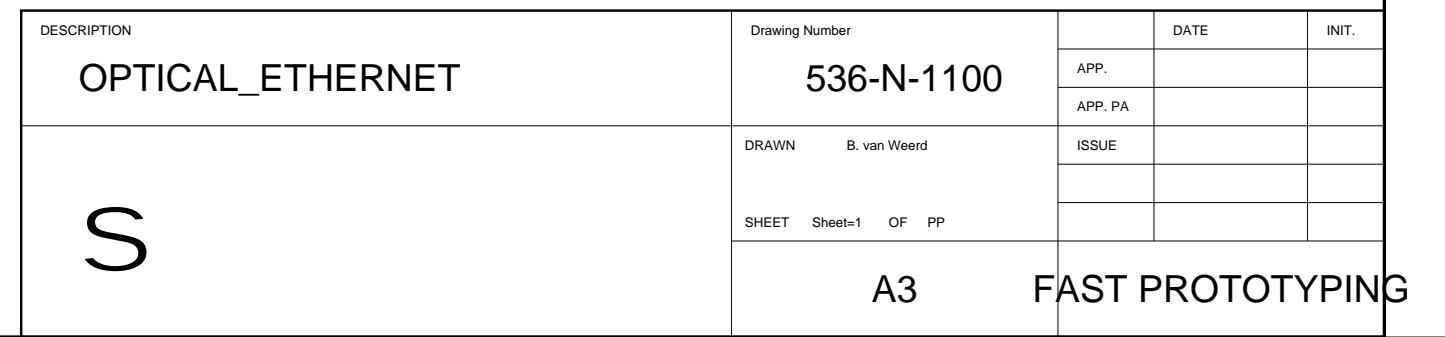 DESCRIPTION
OPTICAL_ETHERNET
Drawing Number
536-N-1100
DATE INIT.
APP.
APP. PA
DRAWN B. van Weerd
ISSUE
S
SHEET Sheet=1 OF PP
A3
FAST PROTOTYPING